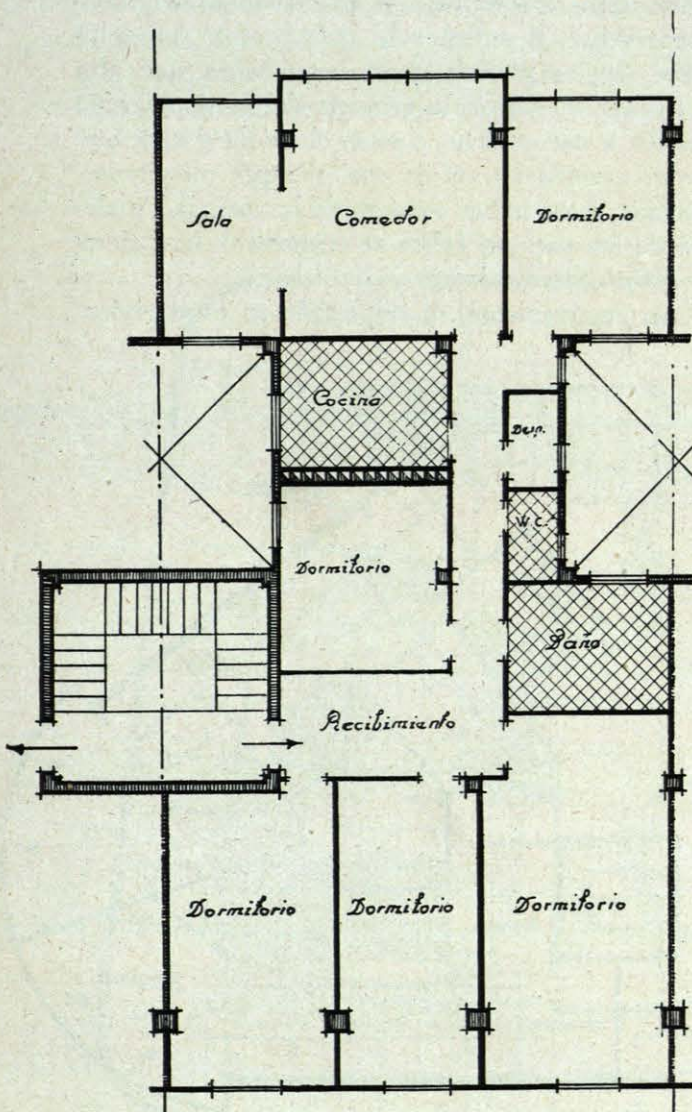 Sala
Comedor
Dormitorio
Cocina
Desp.
W.C.
Dormitorio
Baño
Recibimiento
Dormitorio
Dormitorio
Dormitorio